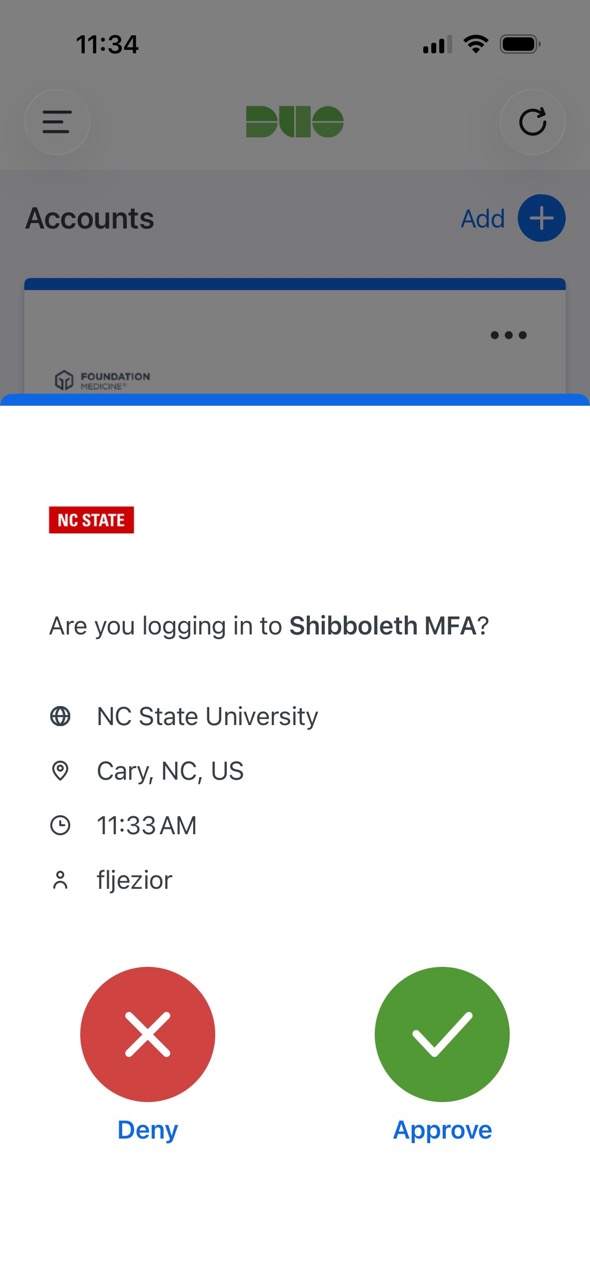 11:34
DUO
Accounts
Add
FOUNDATION
MEDICINE®
NC STATE
Are you logging in to Shibboleth MFA?
NC State University
Cary, NC, US
11:33 AM
fljezior
Deny
Approve